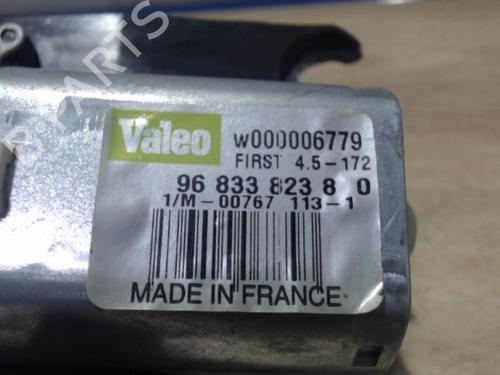 Valeo
W000006779
FIRST 4.5-172
96 833 823 8 0
1/M-00767 113-1
MADE IN FRANCE